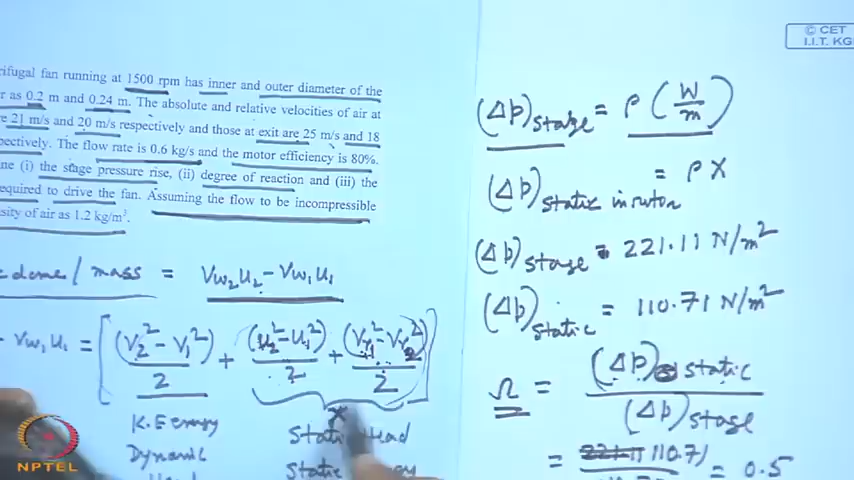 © CET
I.I.T. KG
rifugal fan running at 1500 rpm has inner and outer diameter of the
r as 0.2 m and 0.24 m. The absolute and relative velocities of air at
e 21 m/s and 20 m/s respectively and those at exit are 25 m/s and 18
pectively. The flow rate is 0.6 kg/s and the motor efficiency is 80%.
ine (i) the stage pressure rise, (ii) degree of reaction and (iii) the
equired to drive the fan. Assuming the flow to be incompressible
sity of air as 1.2 kg/m³.
done/mass = Vw₂U₂ - Vw₁U₁
- Vw₁U₁ = [(V₂² - V₁²)/2 + (U₂² - U₁²)/2 + (Vr₁² - Vr₂²)/2]
X
K.Energy
Static Head
Dynamic
Static
(Δp)stage = ρ(W/m)
(Δp)static in rotor = ρX
(Δp)stage = 221.11 N/m²
(Δp)static = 110.71 N/m²
Ω = (Δp)static / (Δp)stage
= 110.71 = 0.5
NPTEL